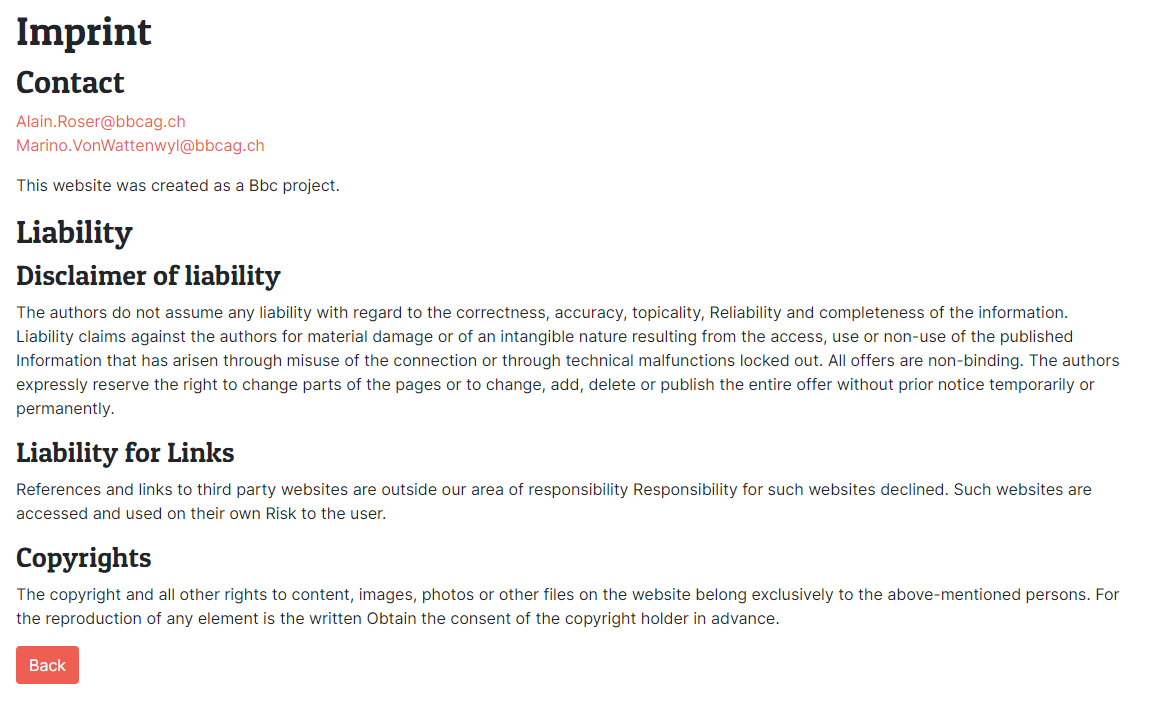 Imprint
Contact
Alain.Roser@bbcag.ch
Marino.VonWattenwyl@bbcag.ch
This website was created as a Bbc project.
Liability
Disclaimer of liability
The authors do not assume any liability with regard to the correctness, accuracy, topicality, Reliability and completeness of the information.
Liability claims against the authors for material damage or of an intangible nature resulting from the access, use or non-use of the published
Information that has arisen through misuse of the connection or through technical malfunctions locked out. All offers are non-binding. The authors
expressly reserve the right to change parts of the pages or to change, add, delete or publish the entire offer without prior notice temporarily or
permanently.
Liability for Links
References and links to third party websites are outside our area of responsibility Responsibility for such websites declined. Such websites are
accessed and used on their own Risk to the user.
Copyrights
The copyright and all other rights to content, images, photos or other files on the website belong exclusively to the above-mentioned persons. For
the reproduction of any element is the written Obtain the consent of the copyright holder in advance.
Back